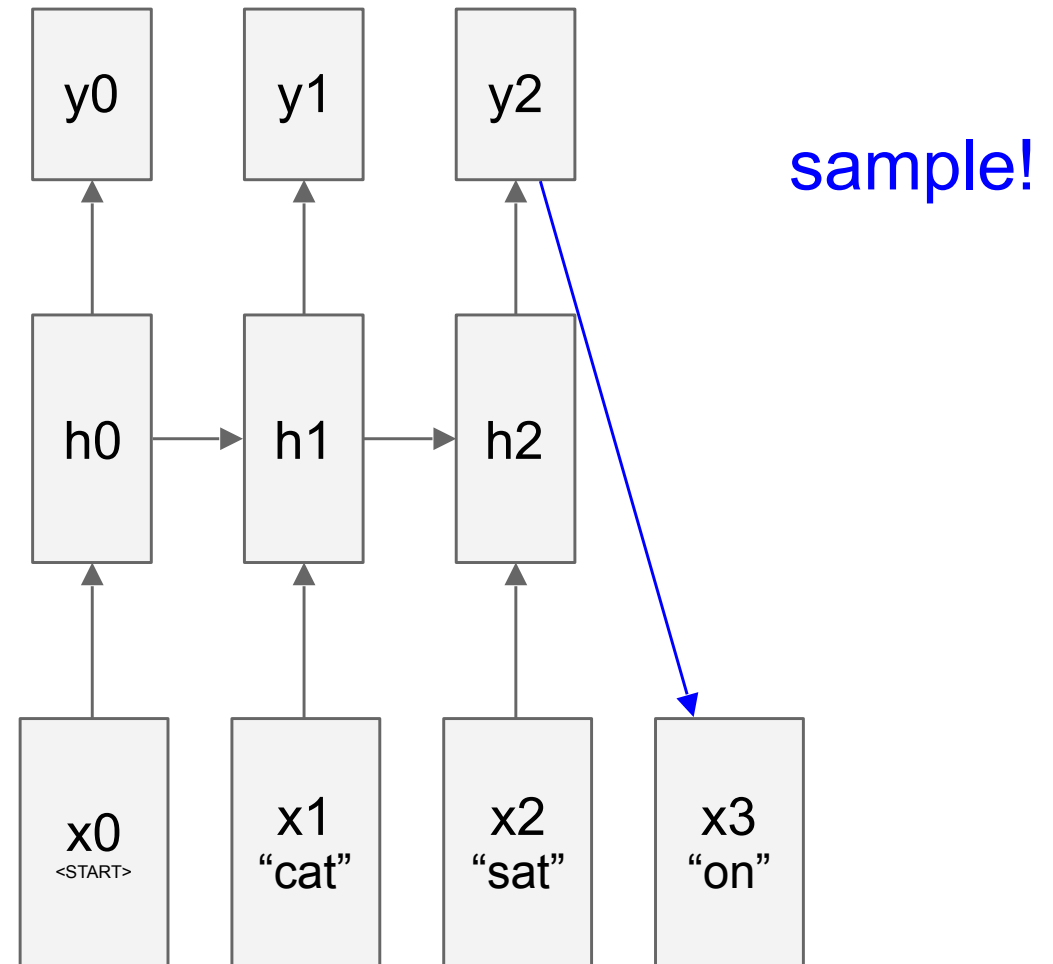 y0
y1
y2
sample!
h0
h1
h2
x0
<START>
x1
“cat”
x2
“sat”
x3
“on”